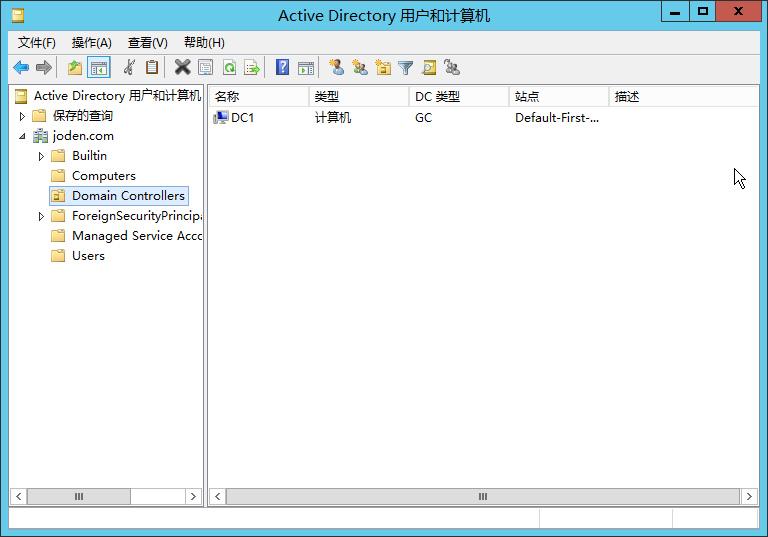 Active Directory 用户和计算机
文件(F) 操作(A) 查看(V) 帮助(H)
Active Directory 用户和计算机
保存的查询
joden.com
Builtin
Computers
Domain Controllers
ForeignSecurityPrincipa
Managed Service Acco
Users
名称 类型 DC 类型 站点 描述
DC1 计算机 GC Default-First-...